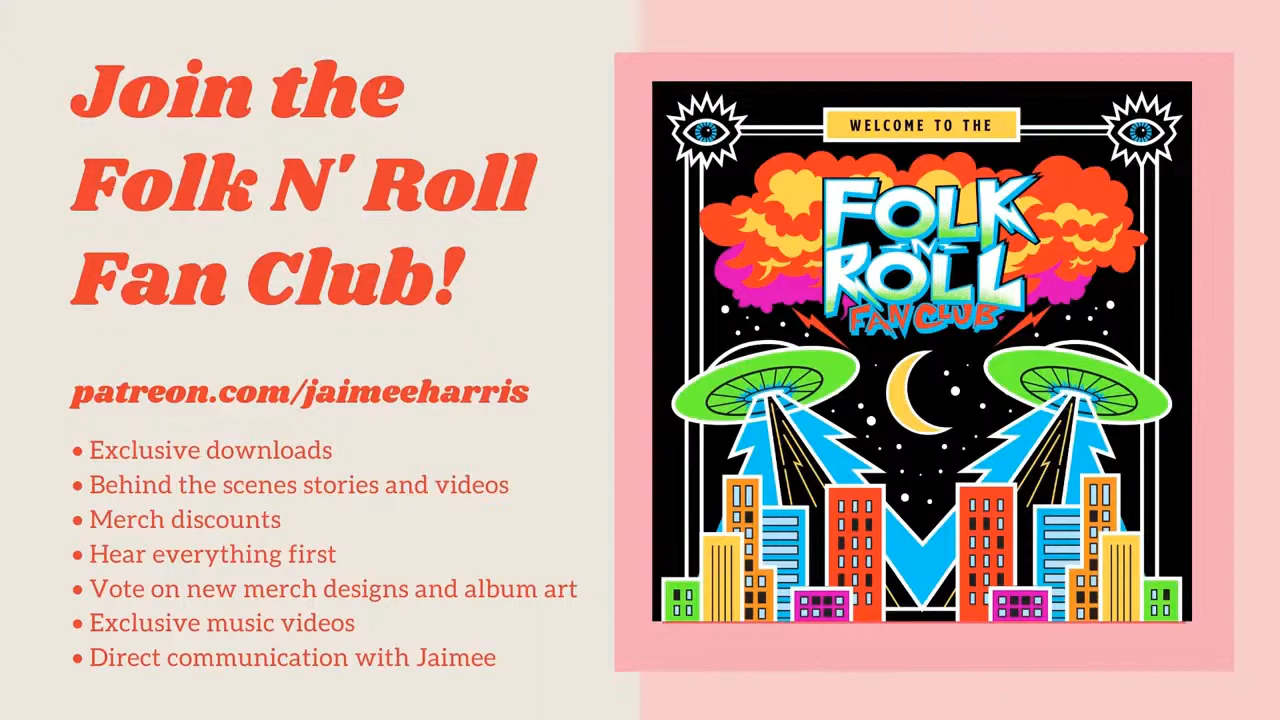 Join the
Folk N' Roll
Fan Club!
patreon.com/jaimeeharris
• Exclusive downloads
• Behind the scenes stories and videos
• Merch discounts
• Hear everything first
• Vote on new merch designs and album art
• Exclusive music videos
• Direct communication with Jaimee
WELCOME TO THE
FOLK
-N-
ROLL
FAN CLUB